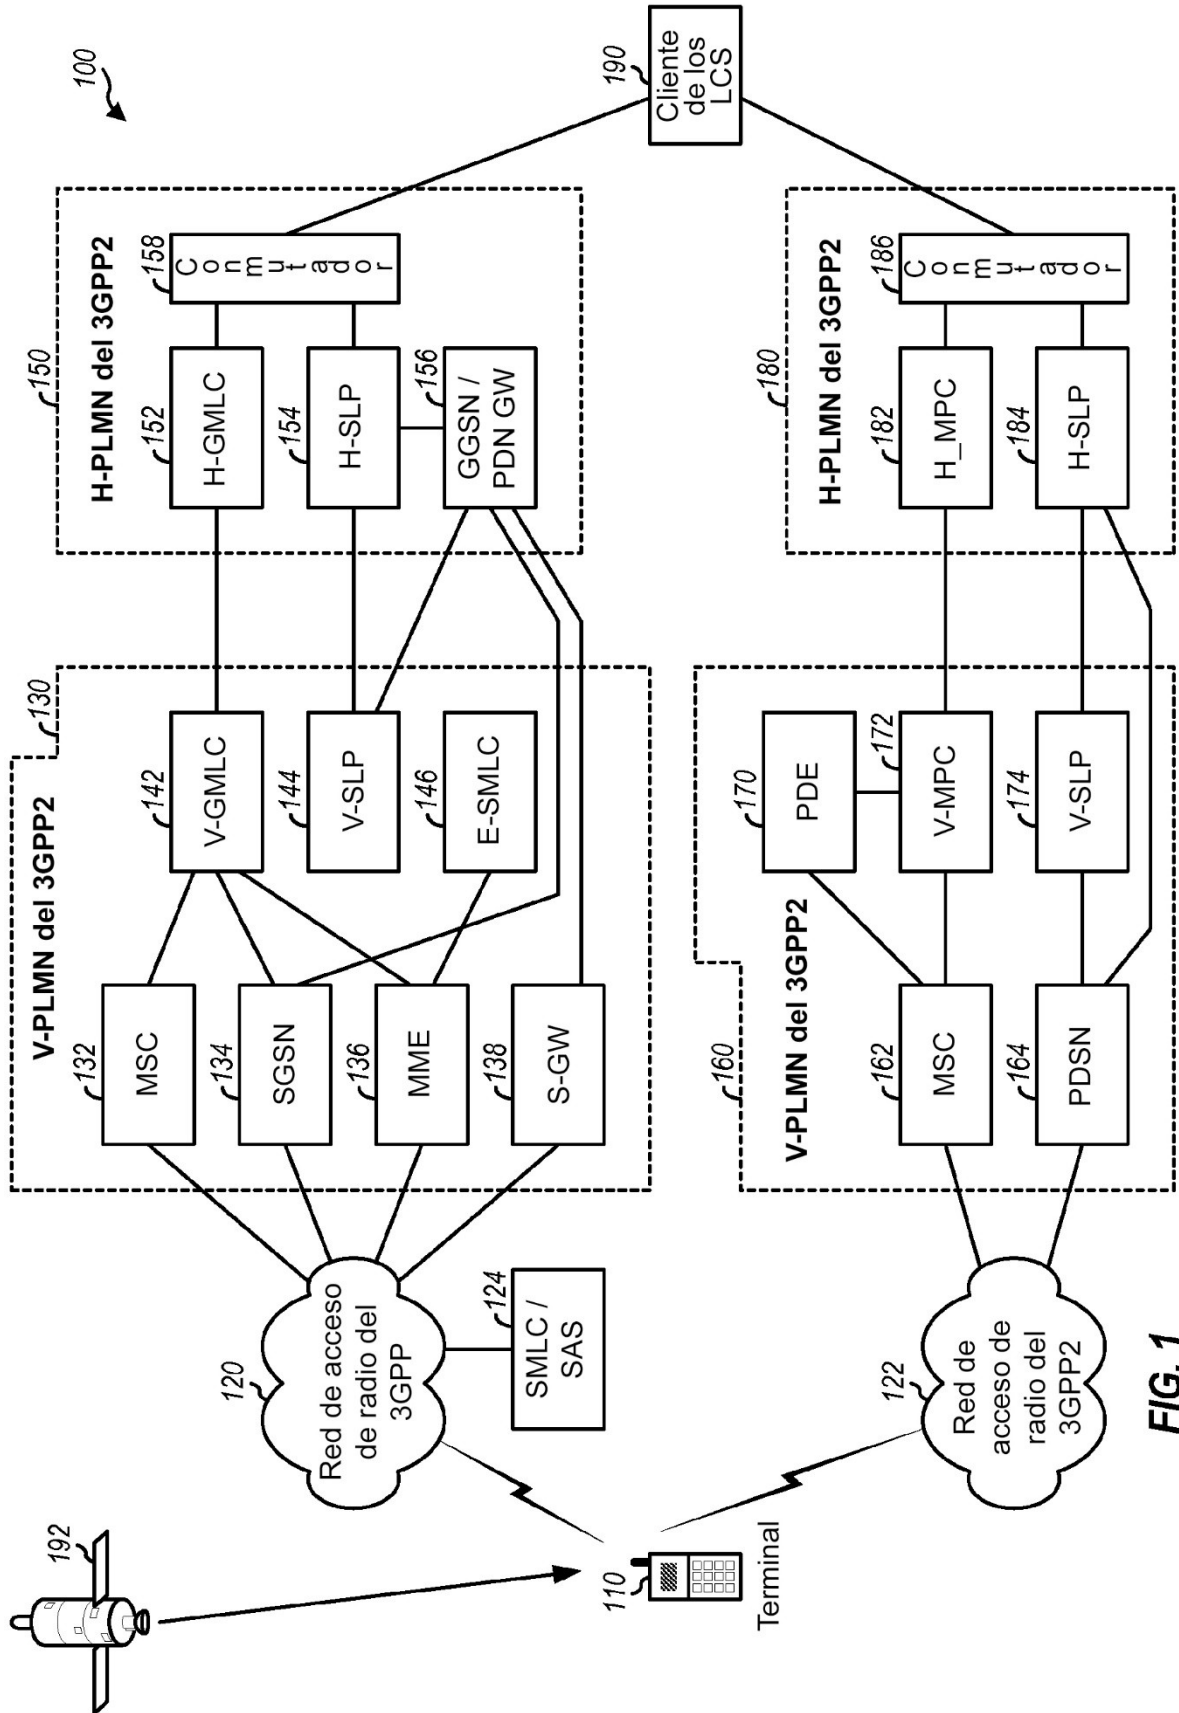 100
192
110
Terminal
120
Red de acceso
de radio del
3GPP
124
SMLC /
SAS
V-PLMN del 3GPP2
130
132
MSC
134
SGSN
136
MME
138
S-GW
142
V-GMLC
144
V-SLP
146
E-SMLC
150
H-PLMN del 3GPP2
152
H-GMLC
154
H-SLP
156
GGSN /
PDN GW
158
Conmutador
190
Cliente
de los
LCS
122
Red de
acceso de
radio del
3GPP2
160
V-PLMN del 3GPP2
162
MSC
164
PDSN
170
PDE
172
V-MPC
174
V-SLP
180
H-PLMN del 3GPP2
182
H_MPC
184
H-SLP
186
Conmutador
FIG. 1